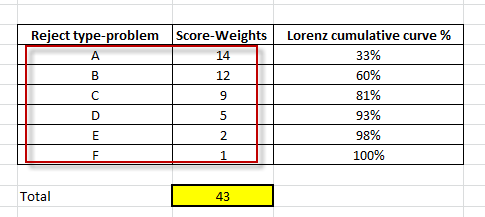 Reject type-problem Score-Weights Lorenz cumulative curve %
A 14 33%
B 12 60%
C 9 81%
D 5 93%
E 2 98%
F 1 100%
Total 43